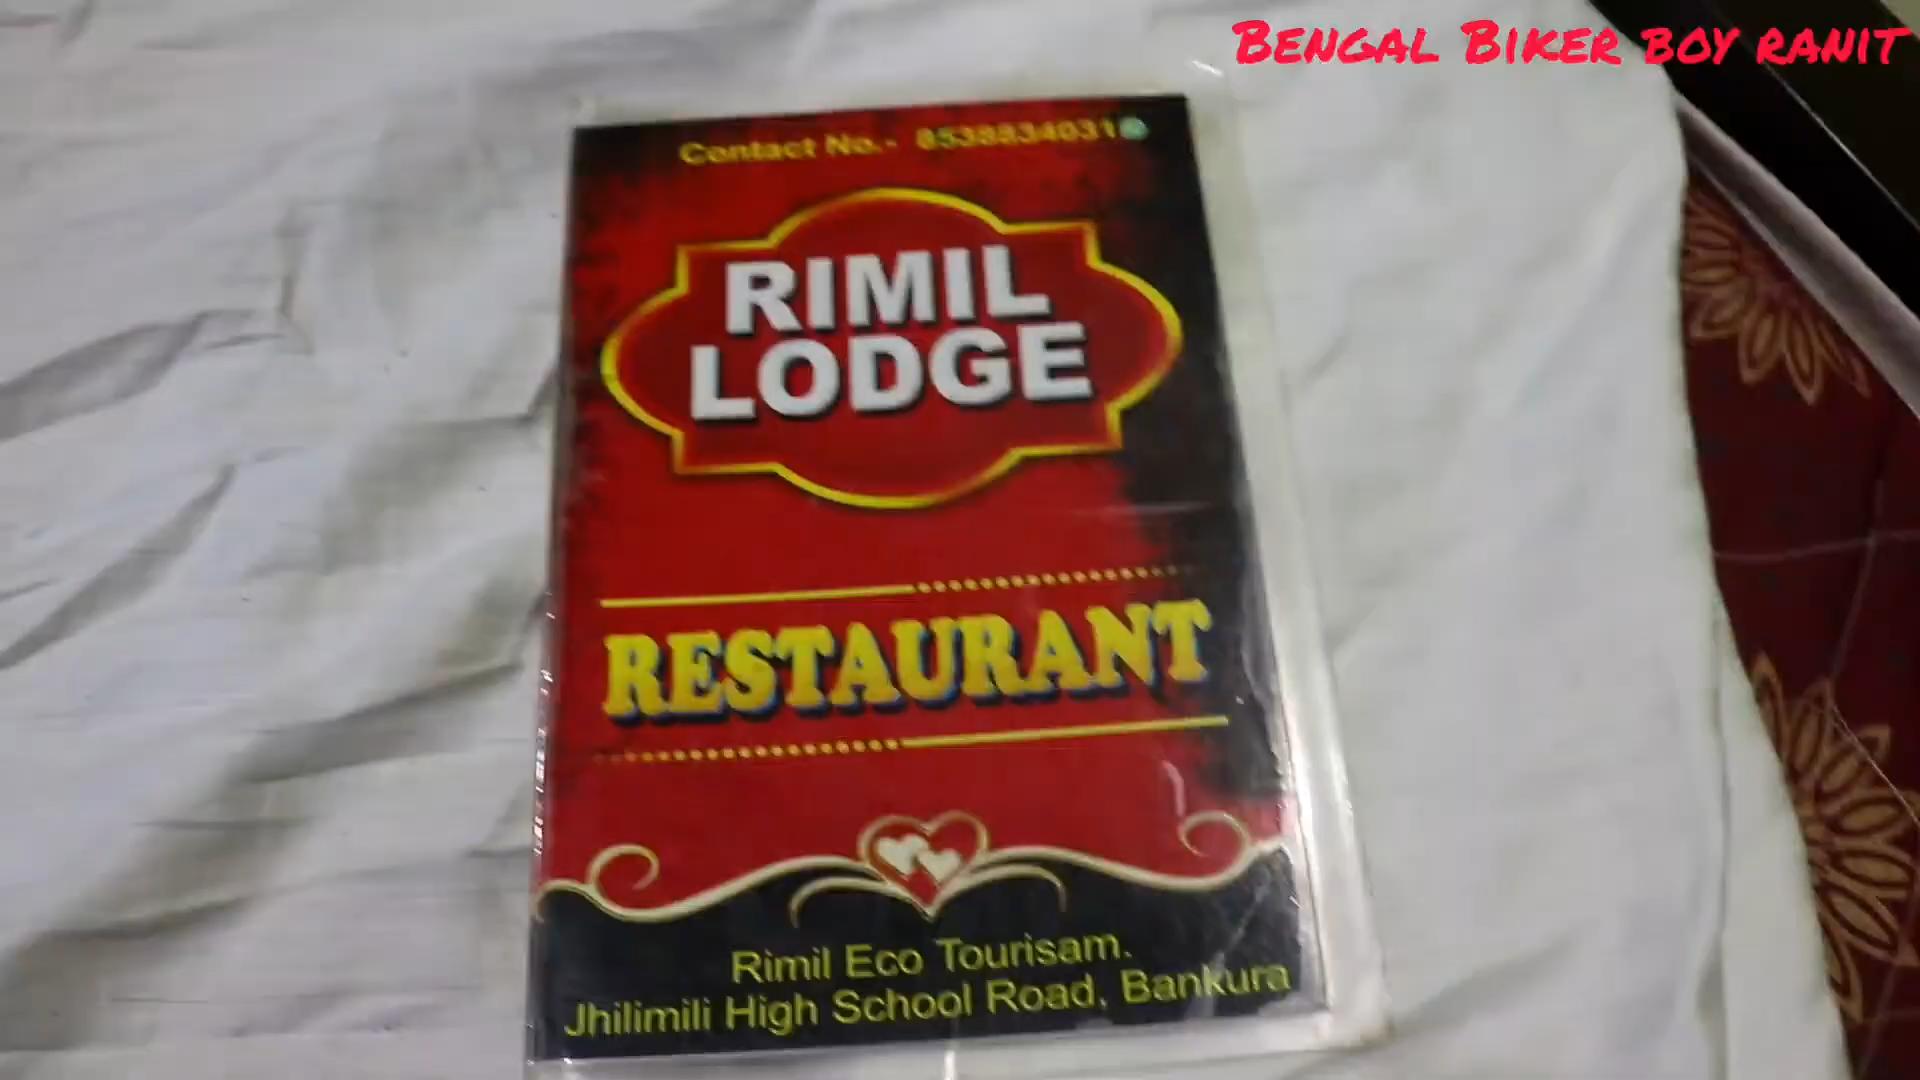 BENGAL BIKER BOY RANIT
Contact No.- 8538834031
RIMIL
LODGE
RESTAURANT
Rimil Eco Tourisam.
Jhilimili High School Road, Bankura